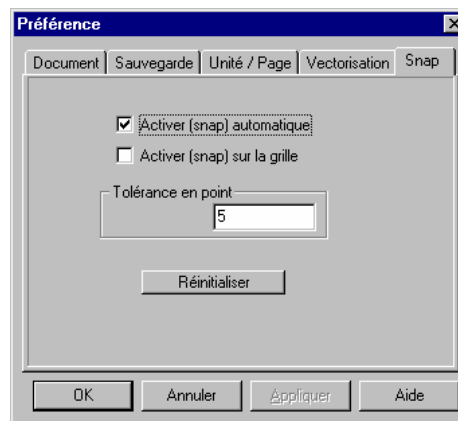 Préférence
Document Sauvegarde Unité / Page Vectorisation Snap
Activer (snap) automatique
Activer (snap) sur la grille
Tolérance en point
5
Réinitialiser
OK Annuler Appliquer Aide